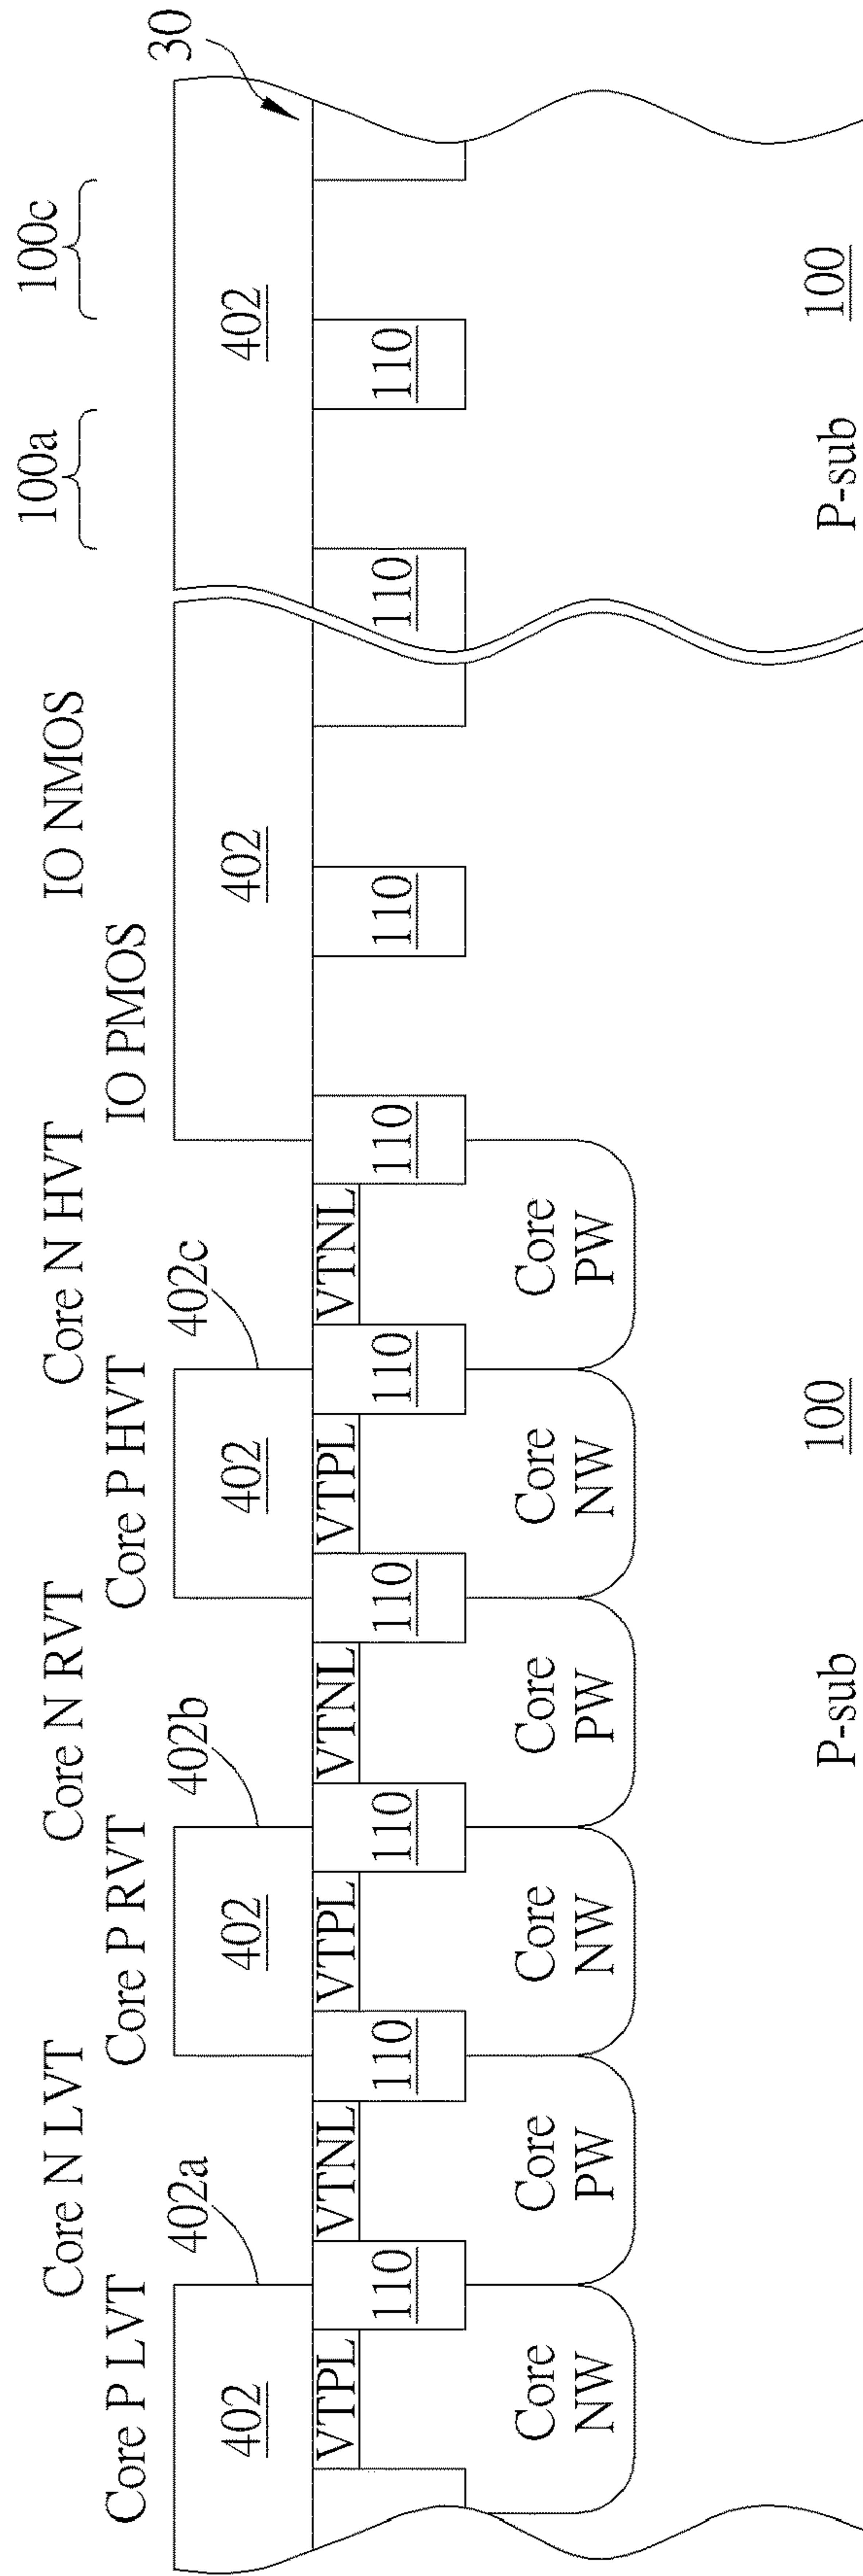 Core N LVT
Core N RVT
Core N HVT
IO NMOS
100a
100c
Core P LVT
Core P RVT
Core P HVT
IO PMOS
30
402a
402b
402c
402
402
402
402
402
VTPL
VTNL
VTPL
VTNL
VTPL
VTNL
110
110
110
110
110
110
110
110
110
Core
NW
Core
PW
Core
NW
Core
PW
Core
NW
Core
PW
P-sub
100
P-sub
100